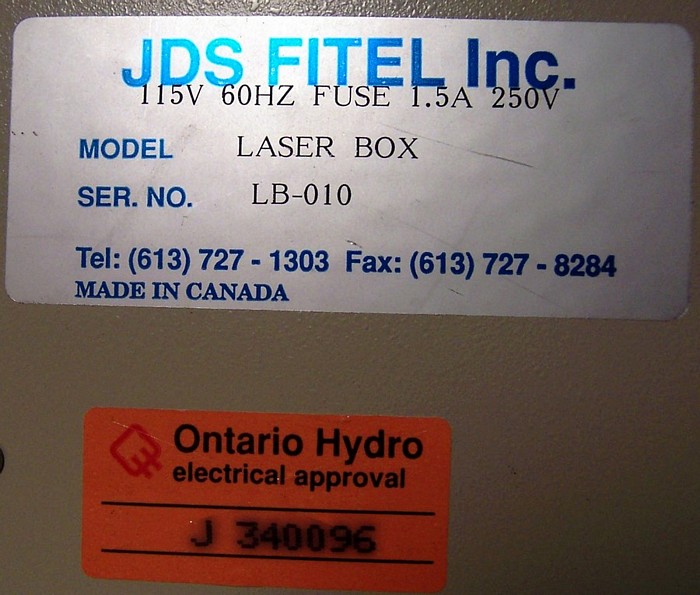 JDS FITEL Inc.
115V 60HZ FUSE 1.5A 250V
MODEL LASER BOX
SER. NO. LB-010
Tel: (613) 727 - 1303 Fax: (613) 727 - 8284
MADE IN CANADA
Ontario Hydro
electrical approval
J 340096